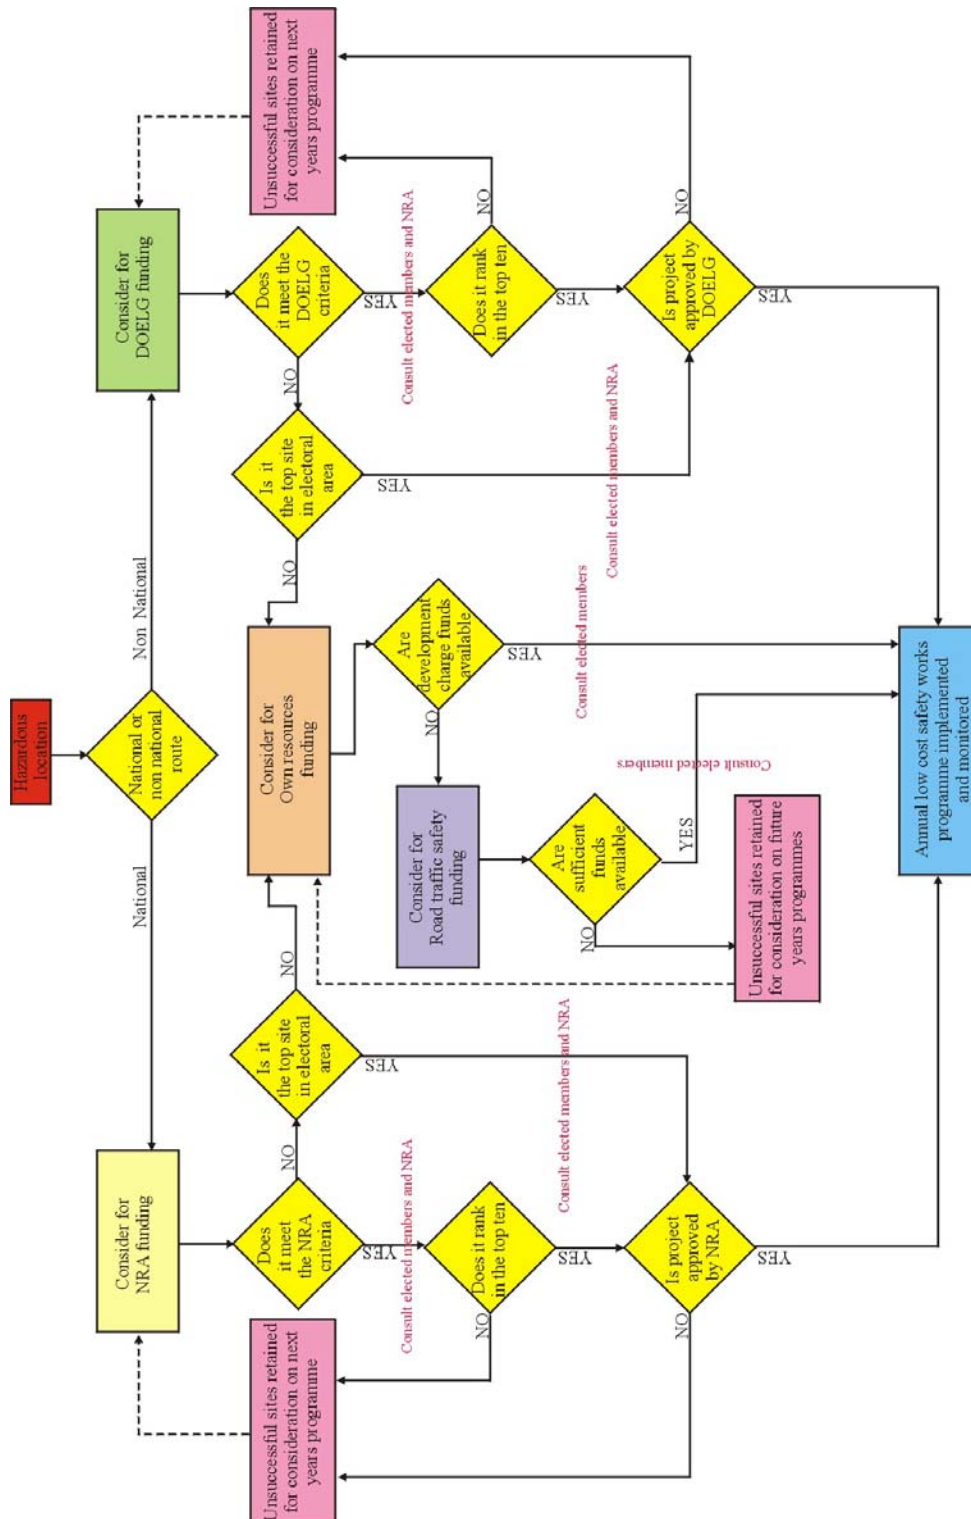 Hazardous
location
National or
non national
route
National
Non National
Consider for
NRA funding
Consider for
DOELG funding
Unsuccessful sites retained
for consideration on next
years programme
Does
it meet
the NRA
criteria
NO
YES
Is it
the top site
in electoral
area
NO
YES
Consider for
Own resources
funding
Is it
the top site
in electoral
area
NO
YES
Does
it meet the
DOELG
criteria
NO
YES
Unsuccessful sites retained
for consideration on next
years programme
Consult elected members and NRA
Does it rank
in the top ten
NO
YES
Consult elected members and NRA
Is project
approved
by NRA
NO
YES
Are
development
charge funds
available
NO
YES
Consult elected members
Consider for
Road traffic safety
funding
Are
sufficient
funds
available
NO
YES
Consult elected members
Unsuccessful sites retained
for consideration on future
years programmes
Consult elected members and NRA
Does it rank
in the top ten
NO
YES
Consult elected members and NRA
Is project
approved by
DOELG
NO
YES
Annual low cost safety works
programme implemented
and monitored